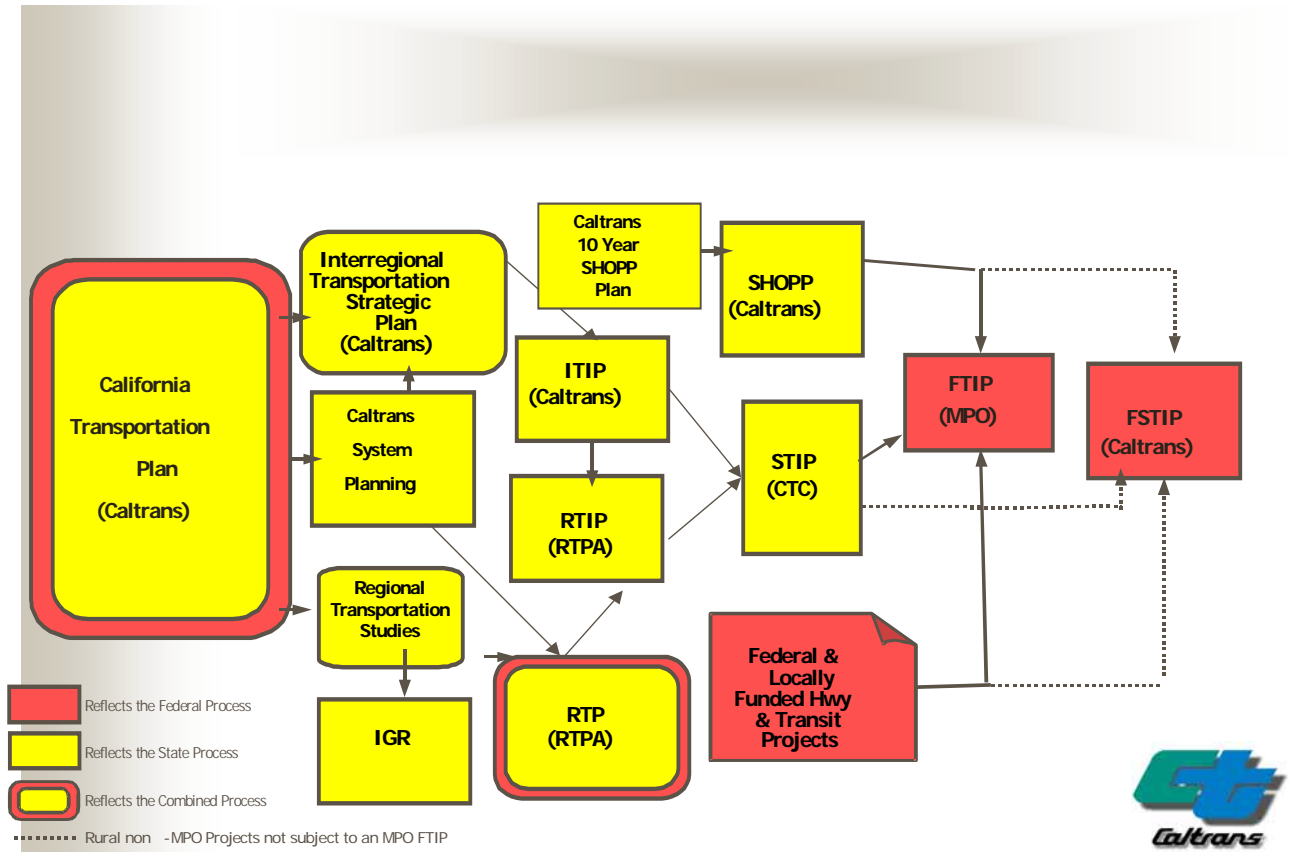 California
Transportation
Plan
(Caltrans)
Interregional
Transportation
Strategic
Plan
(Caltrans)
Caltrans
System
Planning
Regional
Transportation
Studies
IGR
Caltrans
10 Year
SHOPP
Plan
SHOPP
(Caltrans)
ITIP
(Caltrans)
RTIP
(RTPA)
STIP
(CTC)
RTP
(RTPA)
FTIP
(MPO)
FSTIP
(Caltrans)
Federal &
Locally
Funded Hwy
& Transit
Projects
Reflects the Federal Process
Reflects the State Process
Reflects the Combined Process
Rural non -MPO Projects not subject to an MPO FTIP
ct
Caltrans